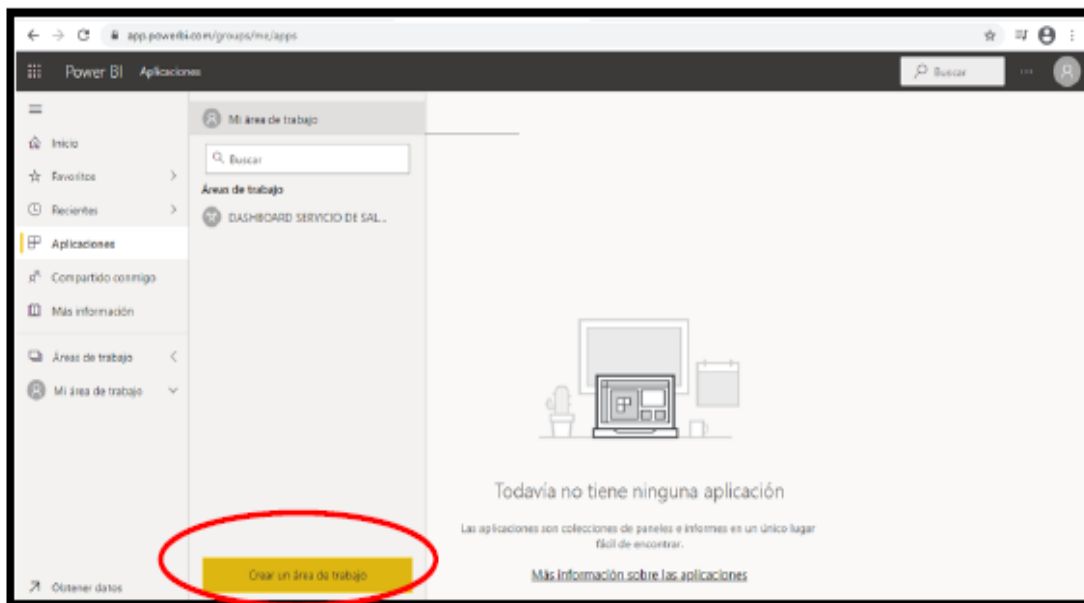 app.powerbi.com/groups/me/apps
Power BI Aplicaciones
Buscar
Inicio
Favoritos
Recientes
Aplicaciones
Compartido conmigo
Más información
Áreas de trabajo
Mi área de trabajo
Obtener datos
Mi área de trabajo
Buscar
Áreas de trabajo
DASHBOARD SERVICIO DE SAL...
Crear un área de trabajo
Todavía no tiene ninguna aplicación
Las aplicaciones son colecciones de paneles e informes en un único lugar
fácil de encontrar.
Más información sobre las aplicaciones